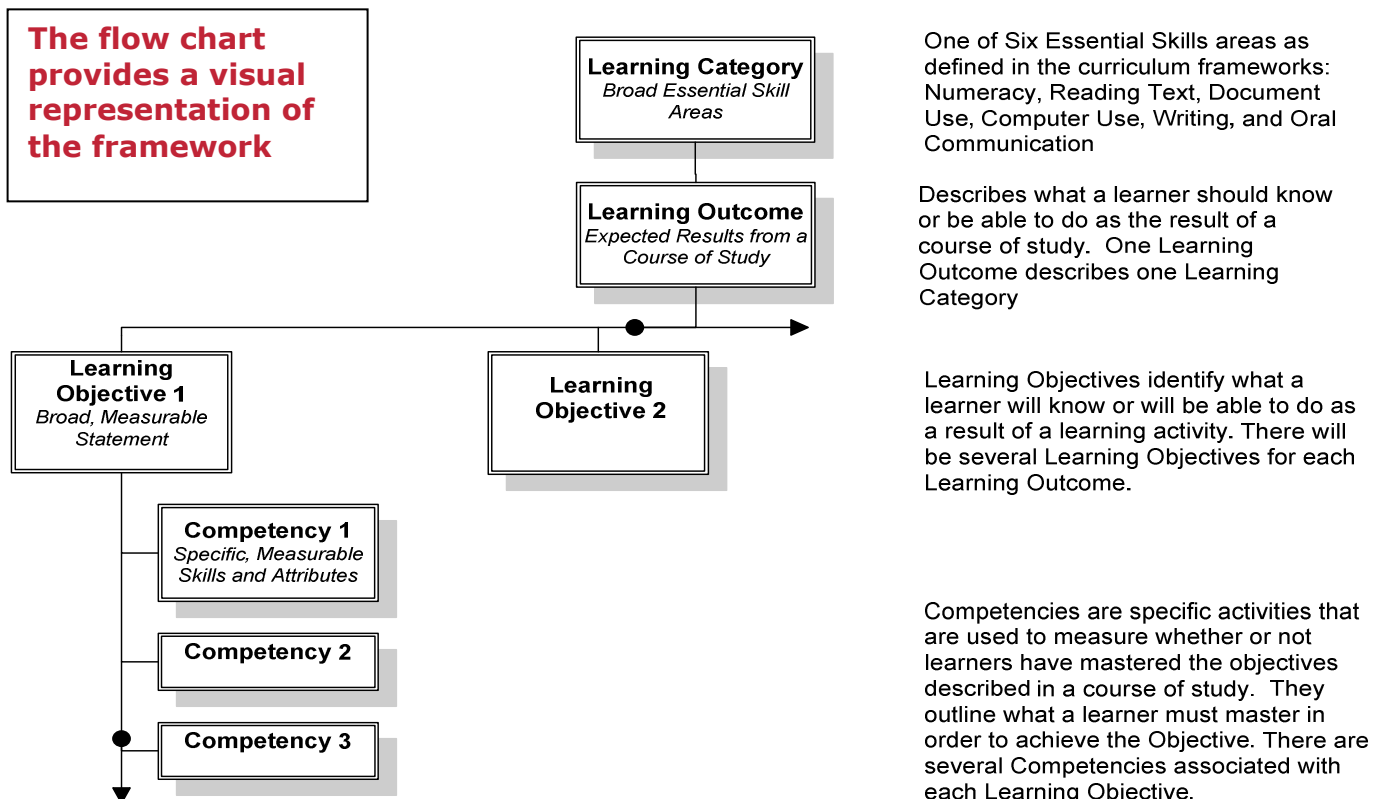 The flow chart
provides a visual
representation of
the framework
Learning Category
Broad Essential Skill
Areas
One of Six Essential Skills areas as
defined in the curriculum frameworks:
Numeracy, Reading Text, Document
Use, Computer Use, Writing, and Oral
Communication
Learning Outcome
Expected Results from a
Course of Study
Describes what a learner should know
or be able to do as the result of a
course of study.  One Learning
Outcome describes one Learning
Category
Learning
Objective 1
Broad, Measurable
Statement
Learning
Objective 2
Learning Objectives identify what a
learner will know or will be able to do as
a result of a learning activity. There will
be several Learning Objectives for each
Learning Outcome.
Competency 1
Specific, Measurable
Skills and Attributes
Competency 2
Competency 3
Competencies are specific activities that
are used to measure whether or not
learners have mastered the objectives
described in a course of study.  They
outline what a learner must master in
order to achieve the Objective. There are
several Competencies associated with
each Learning Objective.